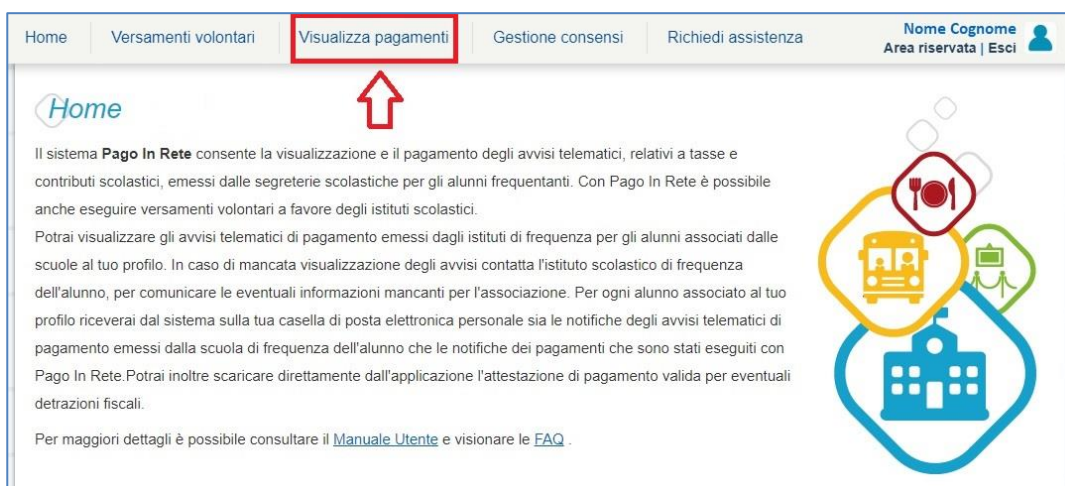 Home Versamenti volontari Visualizza pagamenti Gestione consensi Richiedi assistenza Nome Cognome
Area riservata | Esci
Home
Il sistema Pago In Rete consente la visualizzazione e il pagamento degli avvisi telematici, relativi a tasse e
contributi scolastici, emessi dalle segreterie scolastiche per gli alunni frequentanti. Con Pago In Rete è possibile
anche eseguire versamenti volontari a favore degli istituti scolastici.
Potrai visualizzare gli avvisi telematici di pagamento emessi dagli istituti di frequenza per gli alunni associati dalle
scuole al tuo profilo. In caso di mancata visualizzazione degli avvisi contatta l'istituto scolastico di frequenza
dell'alunno, per comunicare le eventuali informazioni mancanti per l'associazione. Per ogni alunno associato al tuo
profilo riceverai dal sistema sulla tua casella di posta elettronica personale sia le notifiche degli avvisi telematici di
pagamento emessi dalla scuola di frequenza dell'alunno che le notifiche dei pagamenti che sono stati eseguiti con
Pago In Rete.Potrai inoltre scaricare direttamente dall'applicazione l'attestazione di pagamento valida per eventuali
detrazioni fiscali.
Per maggiori dettagli è possibile consultare il Manuale Utente e visionare le FAQ .